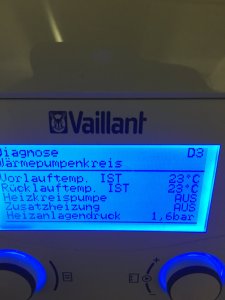 Vaillant
Diagnose D3
Wärmepumpenkreis
Vorlauftemp. IST 23°C
Rücklauftemp. IST 23°C
Heizkreispumpe AUS
Zusatzheizung AUS
Heizanlagendruck 1,6bar